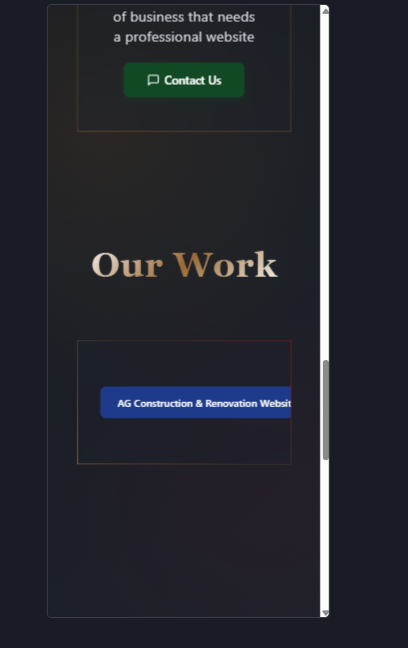 of business that needs
a professional website
Contact Us
Our Work
AG Construction & Renovation Websit